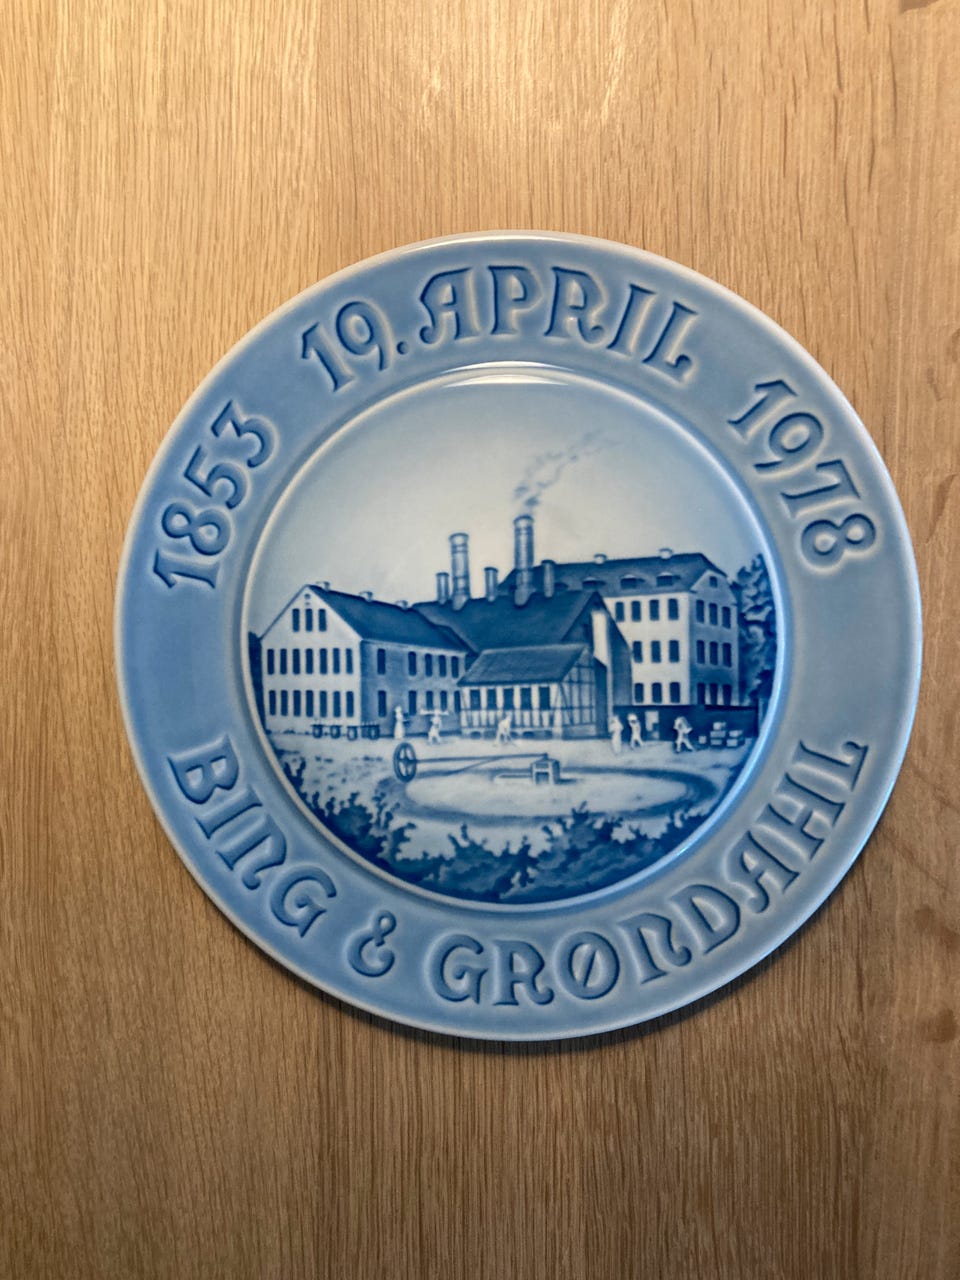 1853 19. APRIL 1978
BING & GRØNDAHL